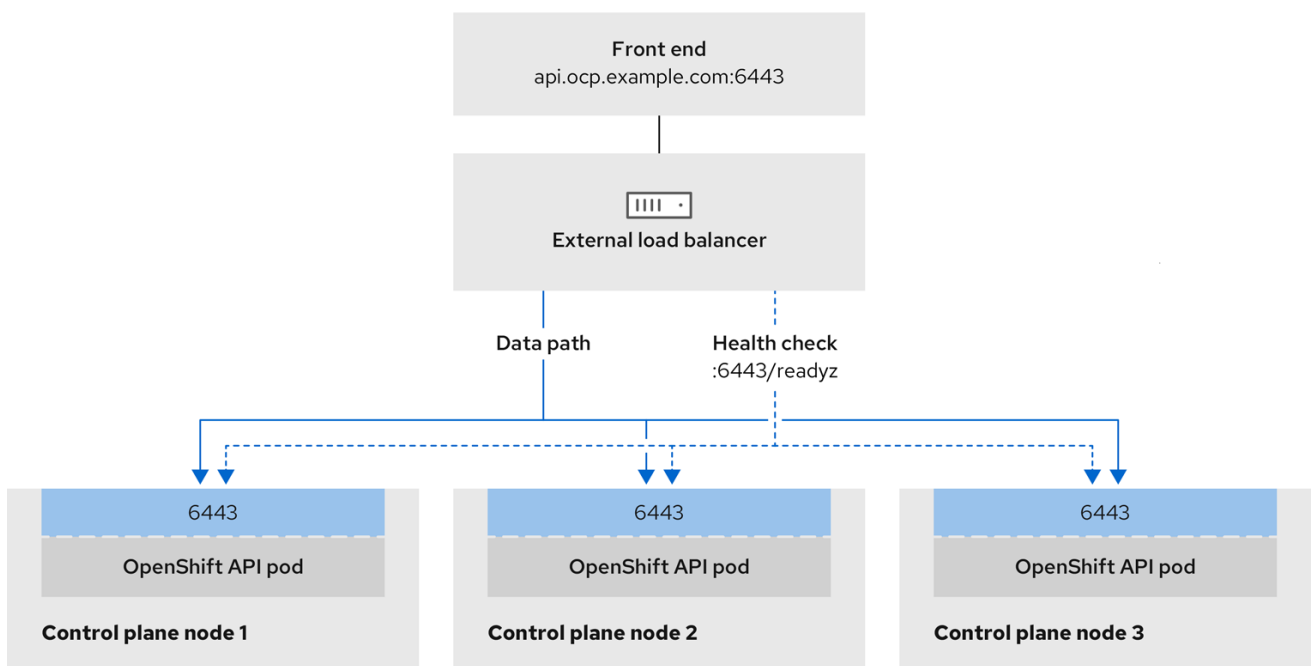 Front end
api.ocp.example.com:6443
External load balancer
Data path
Health check
:6443/readyz
6443
OpenShift API pod
Control plane node 1
6443
OpenShift API pod
Control plane node 2
6443
OpenShift API pod
Control plane node 3